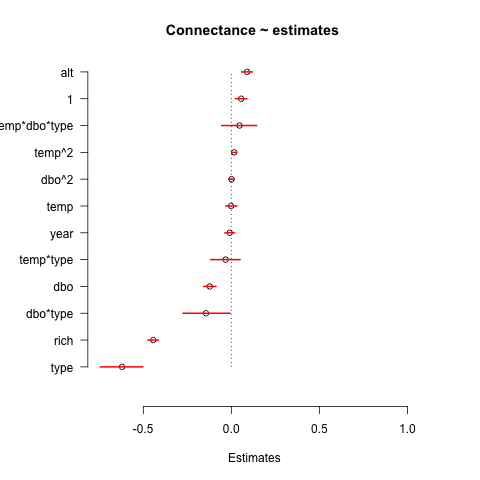 Connectance ~ estimates
alt
1
emp*dbo*type
temp^2
dbo^2
temp
year
temp*type
dbo
dbo*type
rich
type
-0.5 0.0 0.5 1.0
Estimates